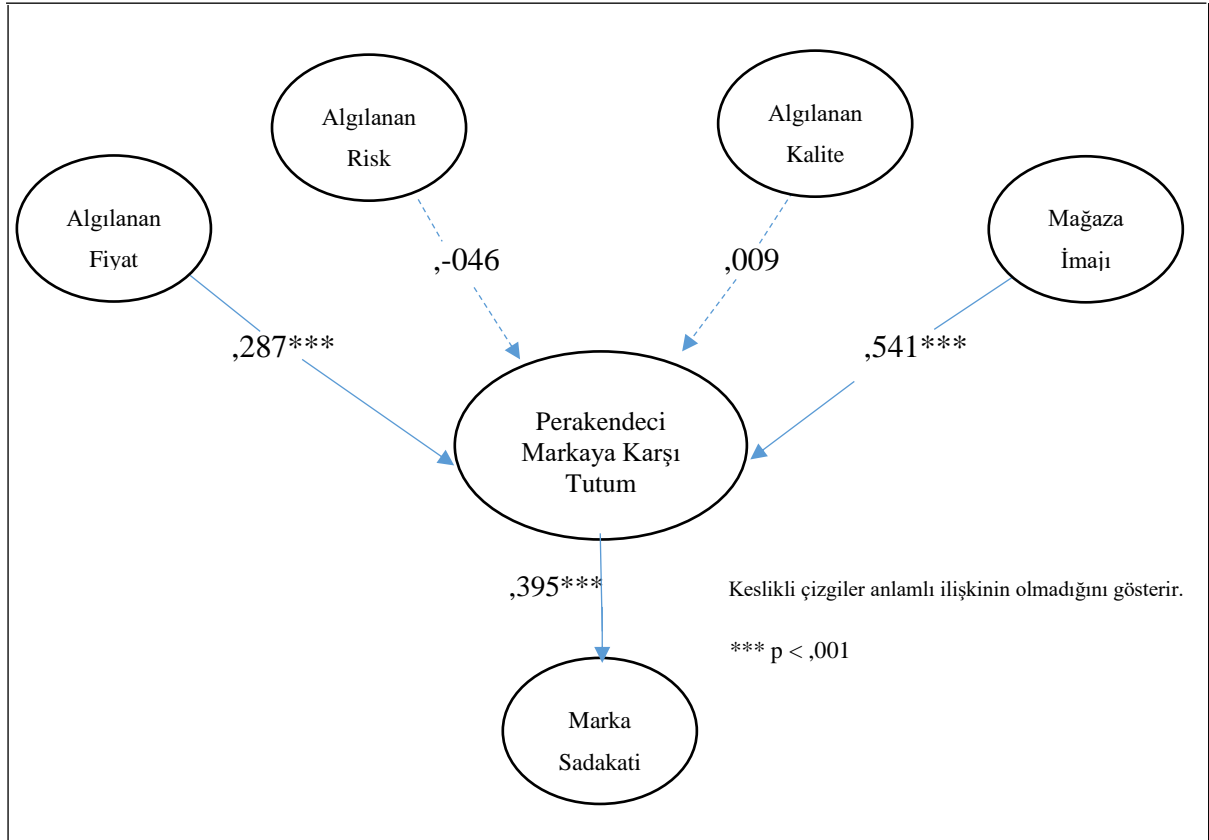 Algılanan
Risk
Algılanan
Kalite
Algılanan
Fiyat
Mağaza
İmajı
,-046
,009
,287***
,541***
Perakendeci
Markaya Karşı
Tutum
,395***
Keslikli çizgiler anlamlı ilişkinin olmadığını gösterir.
*** p < ,001
Marka
Sadakati